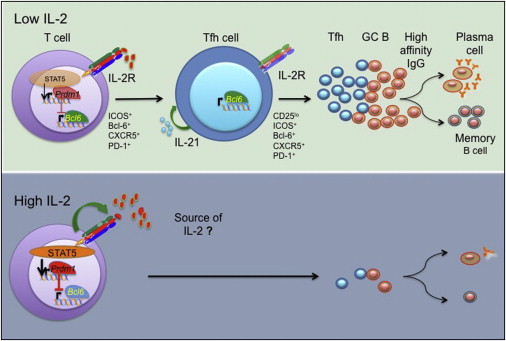 Low IL-2
T cell
STAT5
Prdm1
Bcl6
IL-2R
ICOS⁺
Bcl-6⁺
CXCR5⁺
PD-1⁺
Tfh cell
Bcl6
IL-2R
IL-21
CD25ˡᵒ
ICOS⁺
Bcl-6⁺
CXCR5⁺
PD-1⁺
Tfh
GC B
High
affinity
IgG
Plasma
cell
Memory
B cell
High IL-2
STAT5
Prdm1
Bcl6
Source of
IL-2 ?